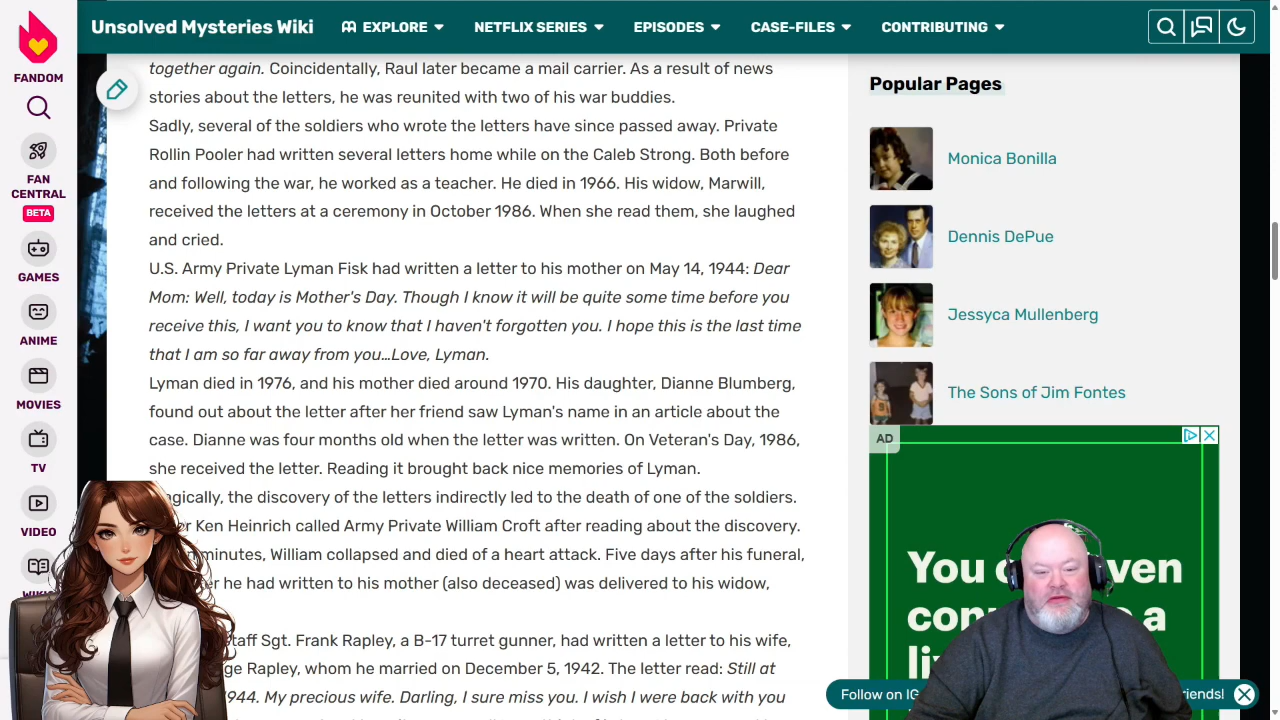 Unsolved Mysteries Wiki
EXPLORE
NETFLIX SERIES
EPISODES
CASE-FILES
CONTRIBUTING
FANDOM
FAN
CENTRAL
BETA
GAMES
ANIME
MOVIES
TV
VIDEO
together again. Coincidentally, Raul later became a mail carrier. As a result of news
stories about the letters, he was reunited with two of his war buddies.
Sadly, several of the soldiers who wrote the letters have since passed away. Private
Rollin Pooler had written several letters home while on the Caleb Strong. Both before
and following the war, he worked as a teacher. He died in 1966. His widow, Marwill,
received the letters at a ceremony in October 1986. When she read them, she laughed
and cried.
U.S. Army Private Lyman Fisk had written a letter to his mother on May 14, 1944: Dear
Mom: Well, today is Mother's Day. Though I know it will be quite some time before you
receive this, I want you to know that I haven't forgotten you. I hope this is the last time
that I am so far away from you…Love, Lyman.
Lyman died in 1976, and his mother died around 1970. His daughter, Dianne Blumberg,
found out about the letter after her friend saw Lyman's name in an article about the
case. Dianne was four months old when the letter was written. On Veteran's Day, 1986,
she received the letter. Reading it brought back nice memories of Lyman.
gically, the discovery of the letters indirectly led to the death of one of the soldiers.
Ken Heinrich called Army Private William Croft after reading about the discovery.
minutes, William collapsed and died of a heart attack. Five days after his funeral,
he had written to his mother (also deceased) was delivered to his widow,
taff Sgt. Frank Rapley, a B-17 turret gunner, had written a letter to his wife,
ge Rapley, whom he married on December 5, 1942. The letter read: Still at
1944. My precious wife. Darling, I sure miss you. I wish I were back with you
Popular Pages
Monica Bonilla
Dennis DePue
Jessyca Mullenberg
The Sons of Jim Fontes
AD
You ven
con e a
li
Follow on IG
riends!